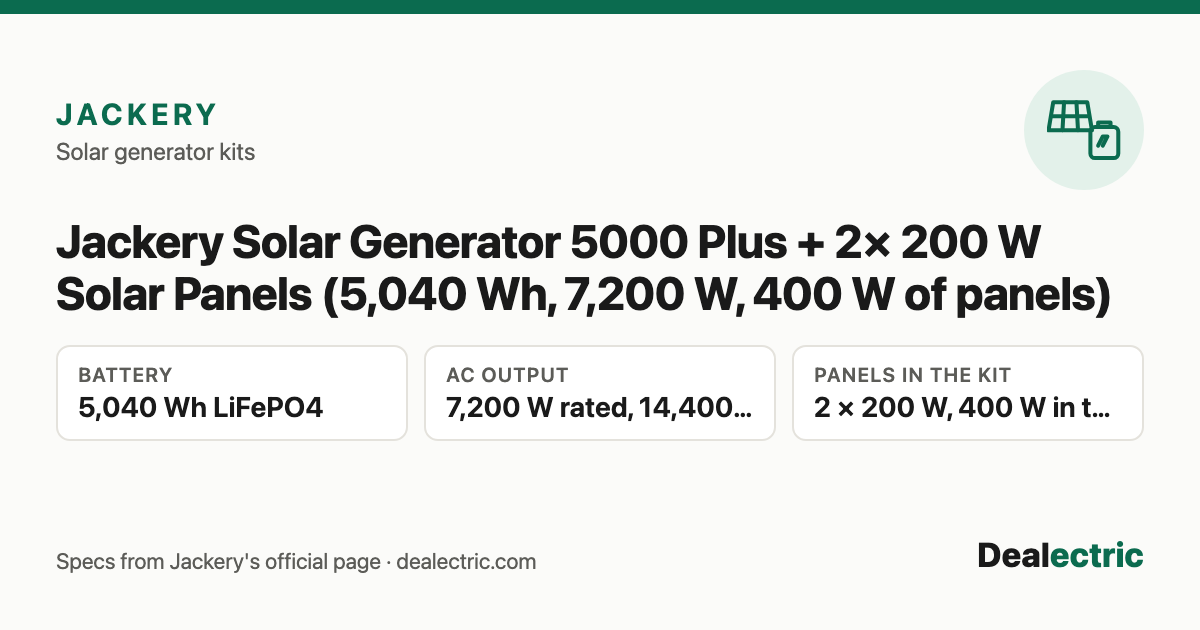 JACKERY
Solar generator kits
Jackery Solar Generator 5000 Plus + 2× 200 W
Solar Panels (5,040 Wh, 7,200 W, 400 W of panels)
BATTERY
5,040 Wh LiFePO4
AC OUTPUT
7,200 W rated, 14,400...
PANELS IN THE KIT
2 × 200 W, 400 W in t...
Specs from Jackery's official page · dealectric.com
Dealectric